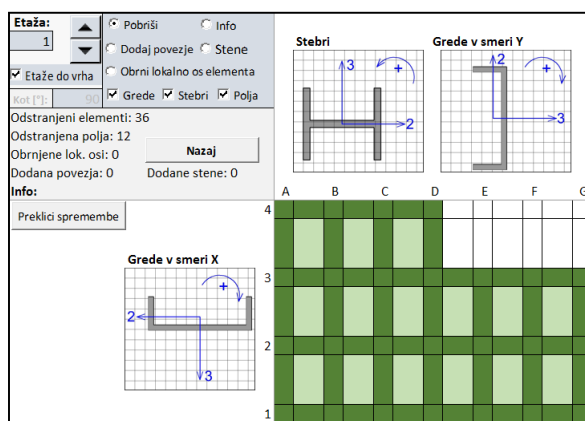 Etaža:
1
Pobriši
Info
Dodaj povezje
Stene
Etaže do vrha
Obrni lokalno os elementa
Kot [°]:
90
Grede
Stebri
Polja
Odstranjeni elementi: 36
Odstranjena polja: 12
Obrnjene lok. osi: 0
Nazaj
Dodana povezja: 0
Dodane stene: 0
Info:
Preklici spremembe
Stebri
3
+
2
Grede v smeri Y
2
+
3
Grede v smeri X
+
2
3
A B C D E F G
4
3
2
1